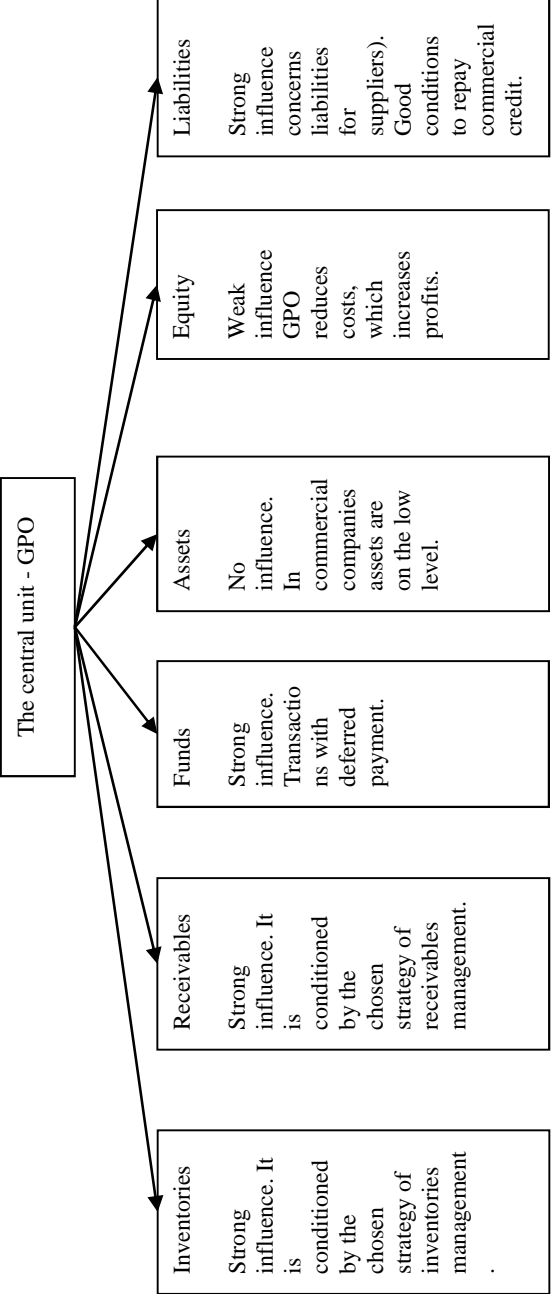 The central unit - GPO
Inventories
Strong
influence. It
is
conditioned
by the
chosen
strategy of
inventories
management
.
Receivables
Strong
influence. It
is
conditioned
by the
chosen
strategy of
receivables
management.
Funds
Strong
influence.
Transactio
ns with
deferred
payment.
Assets
No
influence.
In
commercial
companies
assets are
on the low
level.
Equity
Weak
influence
GPO
reduces
costs,
which
increases
profits.
Liabilities
Strong
influence
concerns
liabilities
for
suppliers).
Good
conditions
to repay
commercial
credit.